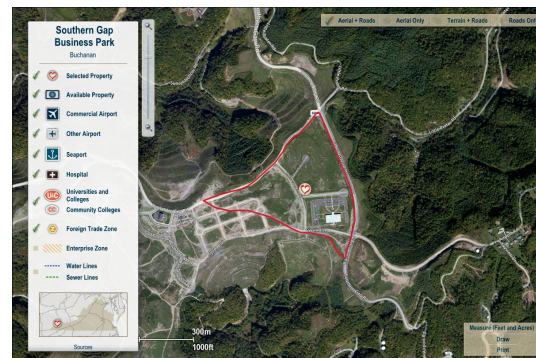 Southern Gap
Business Park
Buchanan
Selected Property
Available Property
Commercial Airport
Other Airport
Seaport
Hospital
Universities and
Colleges
CC Community Colleges
Foreign Trade Zone
Enterprise Zone
Water Lines
Sewer Lines
Sources
Aerial + Roads Aerial Only Terrain + Roads Roads Onl
300m
1000ft
Measure (Feet and Acres)
Draw
Print